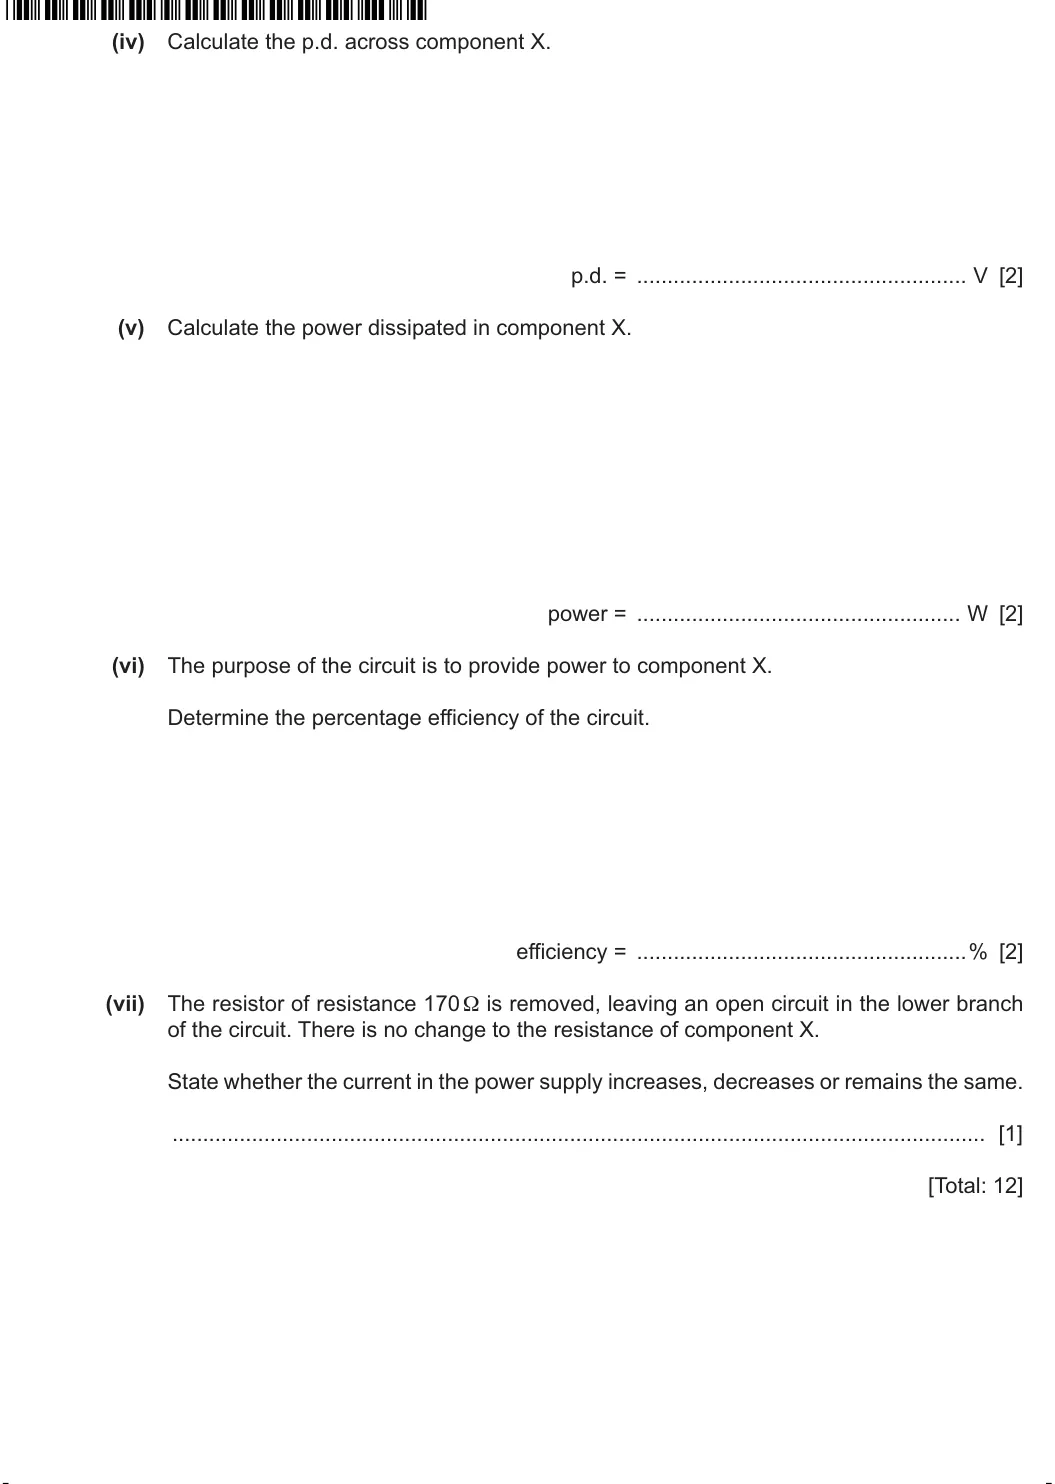 (iv) Calculate the p.d. across component X.
p.d. = ...................................................... V [2]
(v) Calculate the power dissipated in component X.
power = ..................................................... W [2]
(vi) The purpose of the circuit is to provide power to component X.
Determine the percentage efficiency of the circuit.
efficiency = ......................................................% [2]
(vii) The resistor of resistance 170 Ω is removed, leaving an open circuit in the lower branch
of the circuit. There is no change to the resistance of component X.
State whether the current in the power supply increases, decreases or remains the same.
..................................................................................................................................... [1]
[Total: 12]